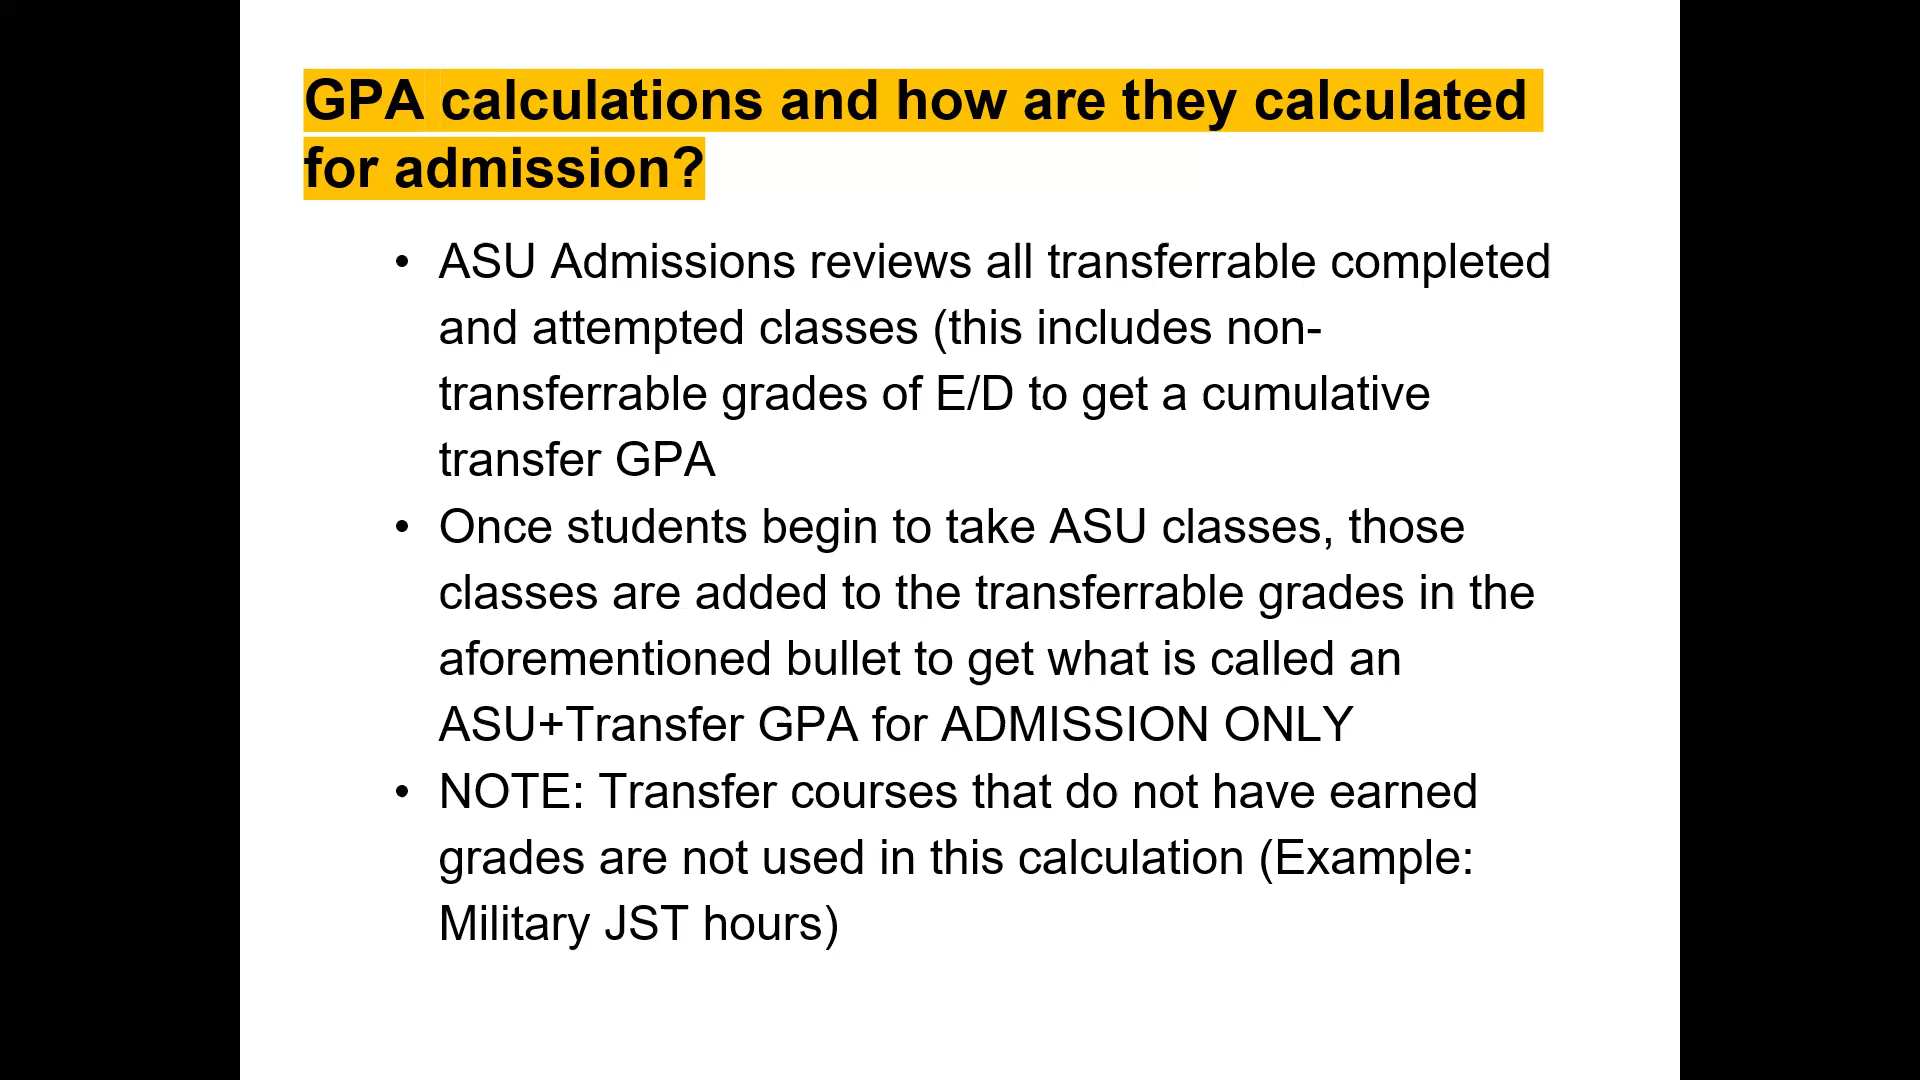 GPA calculations and how are they calculated
for admission?
• ASU Admissions reviews all transferrable completed
and attempted classes (this includes non-
transferrable grades of E/D to get a cumulative
transfer GPA
• Once students begin to take ASU classes, those
classes are added to the transferrable grades in the
aforementioned bullet to get what is called an
ASU+Transfer GPA for ADMISSION ONLY
• NOTE: Transfer courses that do not have earned
grades are not used in this calculation (Example:
Military JST hours)